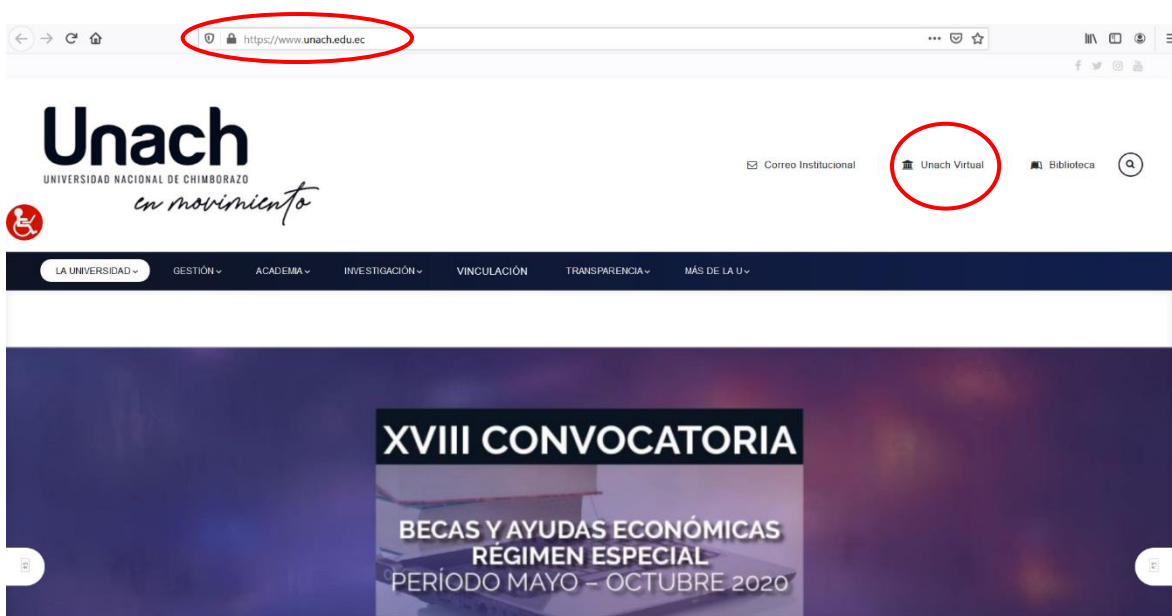 https://www.unach.edu.ec
Unach
UNIVERSIDAD NACIONAL DE CHIMBORAZO
en movimiento
Correo Institucional
Unach Virtual
Biblioteca
LA UNIVERSIDAD
GESTIÓN
ACADEMIA
INVESTIGACIÓN
VINCULACIÓN
TRANSPARENCIA
MÁS DE LA U
XVIII CONVOCATORIA
BECAS Y AYUDAS ECONÓMICAS
RÉGIMEN ESPECIAL
PERÍODO MAYO – OCTUBRE 2020